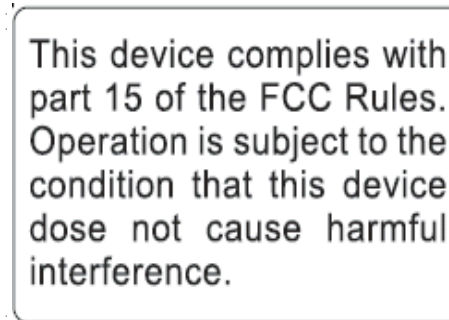 This device complies with
part 15 of the FCC Rules.
Operation is subject to the
condition that this device
dose not cause harmful
interference.